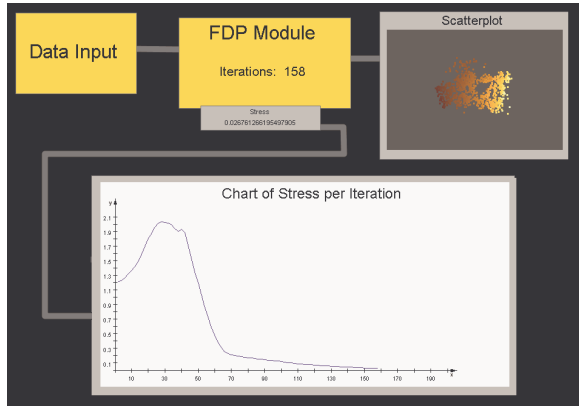 Data Input
FDP Module
Iterations: 158
Scatterplot
Stress
0.026761266195497905
Chart of Stress per Iteration
Y
2.1
1.9
1.7
1.5
1.3
1.1
0.9
0.7
0.5
0.3
0.1
10 30 50 70 90 110 130 150 170 190
x